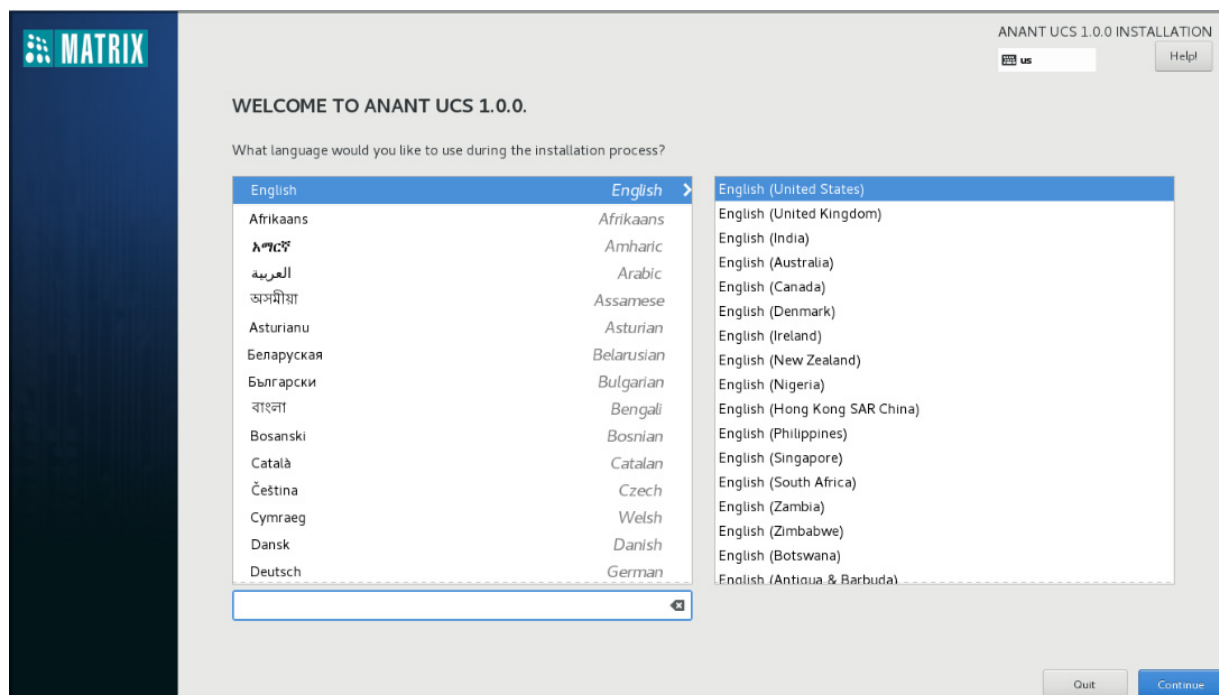 MATRIX
ANANT UCS 1.0.0 INSTALLATION
us
Help!
WELCOME TO ANANT UCS 1.0.0.
What language would you like to use during the installation process?
English English
Afrikaans Afrikaans
አማርኛ Amharic
العربية Arabic
অসমীয়া Assamese
Asturianu Asturian
Беларуская Belarusian
Български Bulgarian
বাংলা Bengali
Bosanski Bosnian
Català Catalan
Čeština Czech
Cymraeg Welsh
Dansk Danish
Deutsch German
English (United States)
English (United Kingdom)
English (India)
English (Australia)
English (Canada)
English (Denmark)
English (Ireland)
English (New Zealand)
English (Nigeria)
English (Hong Kong SAR China)
English (Philippines)
English (Singapore)
English (South Africa)
English (Zambia)
English (Zimbabwe)
English (Botswana)
English (Antigua & Barbuda)
Quit
Continue